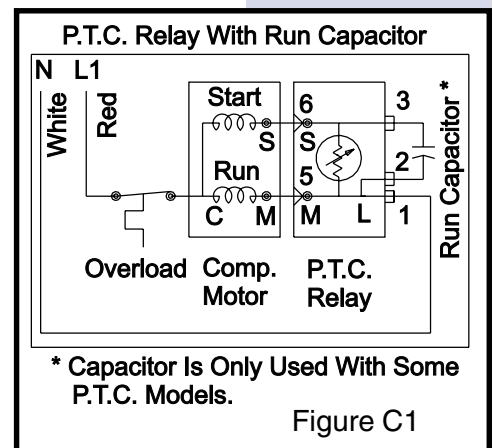 P.T.C. Relay With Run Capacitor
N L1
White
Red
Start
S
6
S
3
Run
C M
5
M
L
2
1
Run Capacitor *
Overload
Comp.
Motor
P.T.C.
Relay
* Capacitor Is Only Used With Some
P.T.C. Models.
Figure C1